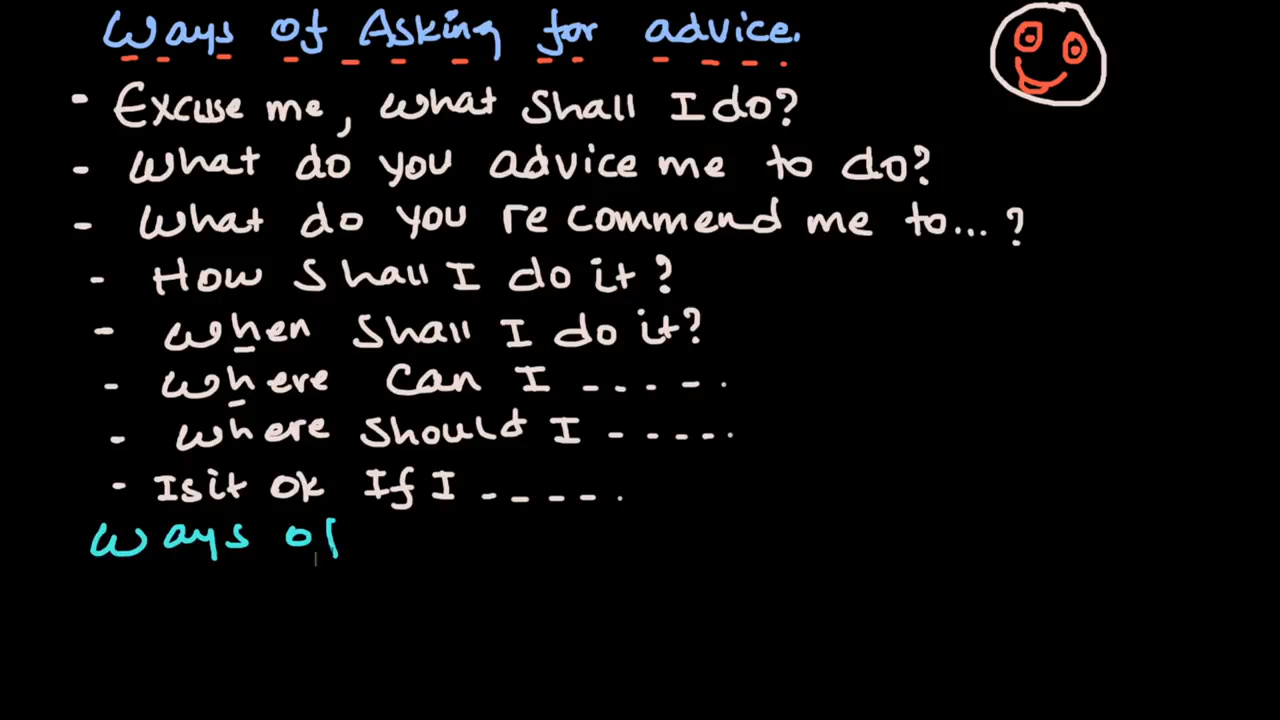 Ways of Asking for advice.
- Excuse me, what shall I do?
- What do you advice me to do?
- What do you recommend me to... ?
- How shall I do it?
- When shall I do it?
- Where can I - - - - .
- Where should I - - - - .
- Is it ok If I - - - - .
Ways of